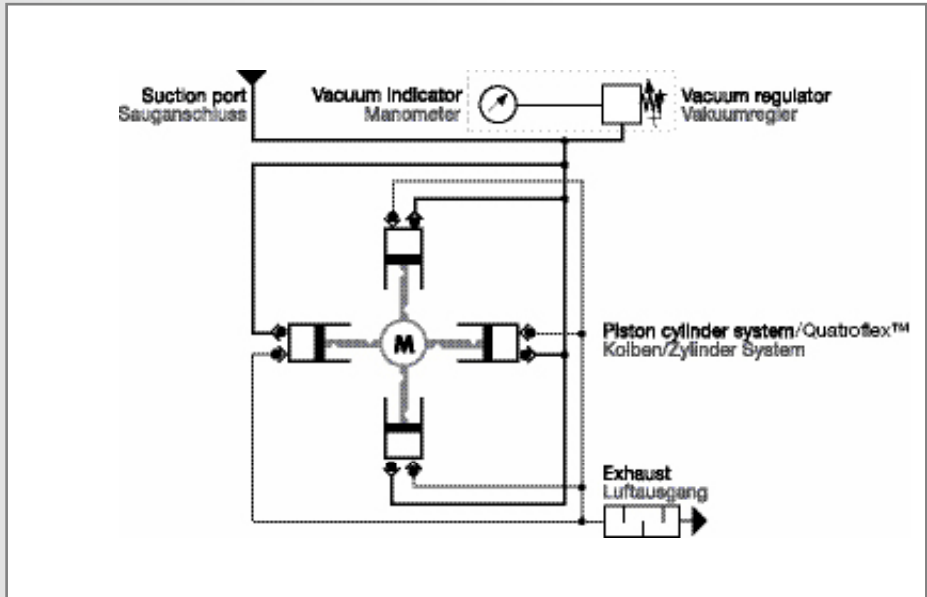 Suction port
Sauganschluss
Vacuum indicator
Manometer
Vacuum regulator
Vakuumregler
M
Piston cylinder system/Quatroflex™
Kolben/Zylinder System
Exhaust
Luftausgang